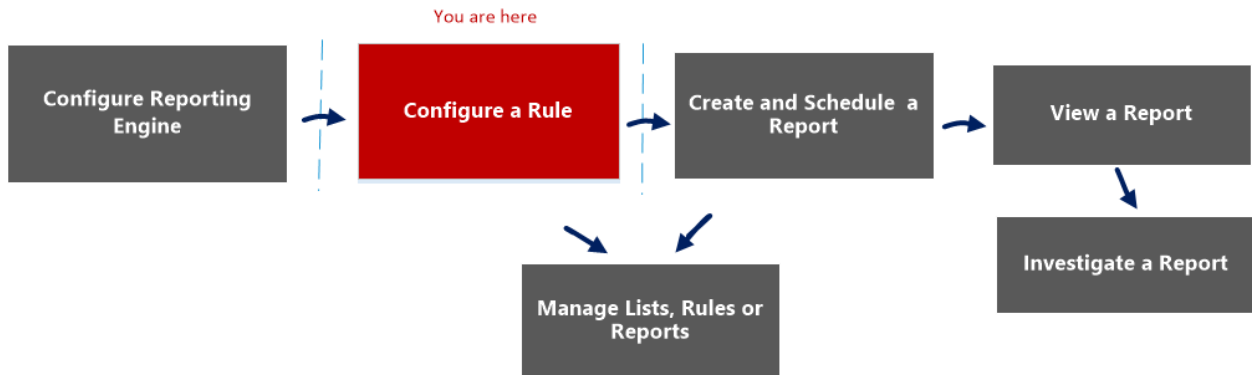 You are here
Configure Reporting
Engine
Configure a Rule
Create and Schedule a
Report
View a Report
Investigate a Report
Manage Lists, Rules or
Reports